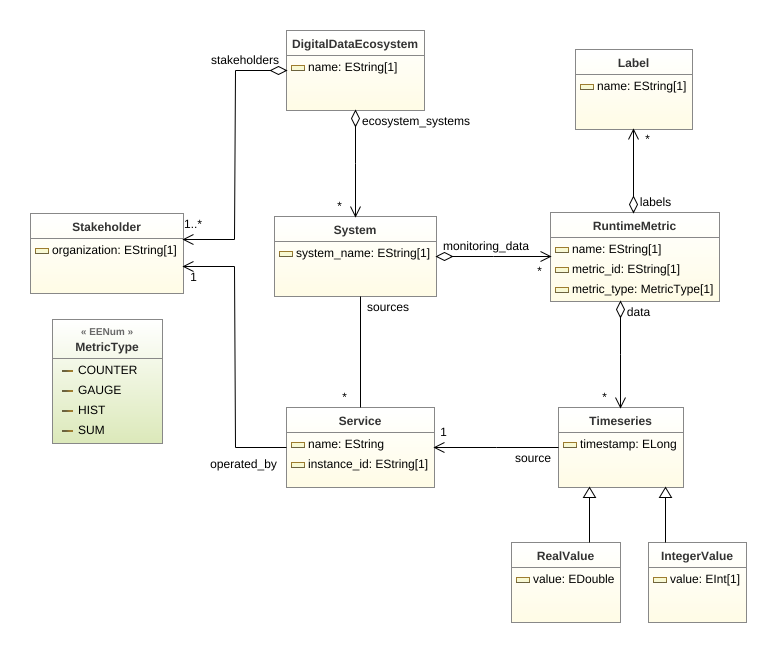 DigitalDataEcosystem
name: EString[1]
stakeholders
ecosystem_systems
*
Label
name: EString[1]
*
labels
Stakeholder
organization: EString[1]
1..*
1
System
system_name: EString[1]
monitoring_data
*
sources
*
RuntimeMetric
name: EString[1]
metric_id: EString[1]
metric_type: MetricType[1]
data
*
« EENum »
MetricType
COUNTER
GAUGE
HIST
SUM
Service
name: EString
instance_id: EString[1]
operated_by
1
source
Timeseries
timestamp: ELong
RealValue
value: EDouble
IntegerValue
value: EInt[1]